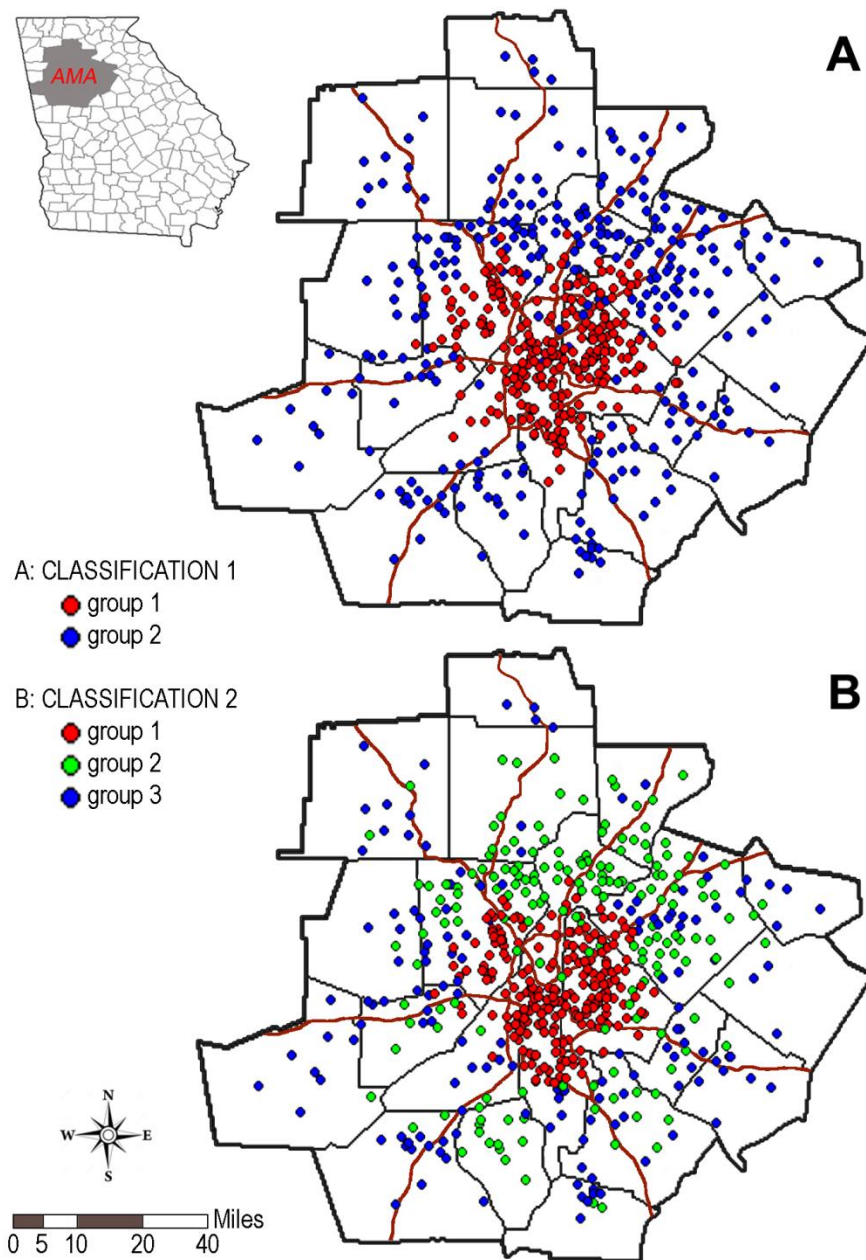 AMA
A
A: CLASSIFICATION 1
group 1
group 2
B: CLASSIFICATION 2
group 1
group 2
group 3
B
N
W E
S
Miles
0 5 10 20 40